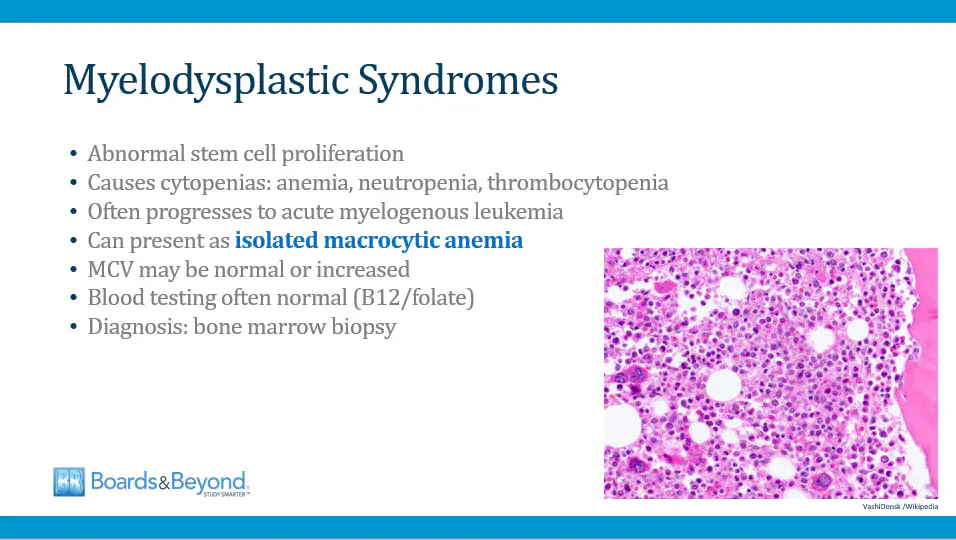 Myelodysplastic Syndromes
• Abnormal stem cell proliferation
• Causes cytopenias: anemia, neutropenia, thrombocytopenia
• Often progresses to acute myelogenous leukemia
• Can present as isolated macrocytic anemia
• MCV may be normal or increased
• Blood testing often normal (B12/folate)
• Diagnosis: bone marrow biopsy
BB Boards&Beyond®
STUDY SMARTER™
VashiDonsk /Wikipedia